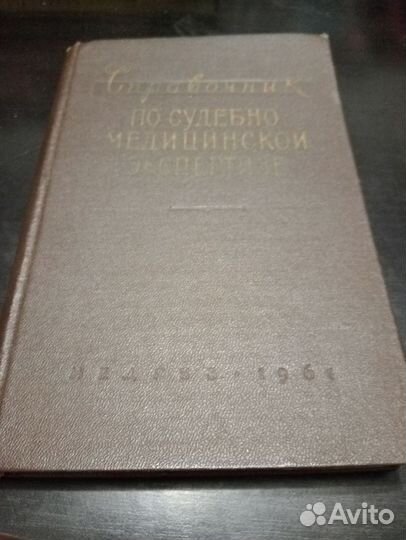 Справочник
ПО СУДЕБНО
МЕДИЦИНСКОЙ
ЭКСПЕРТИЗЕ
МЕДГИЗ · 1961
Avito